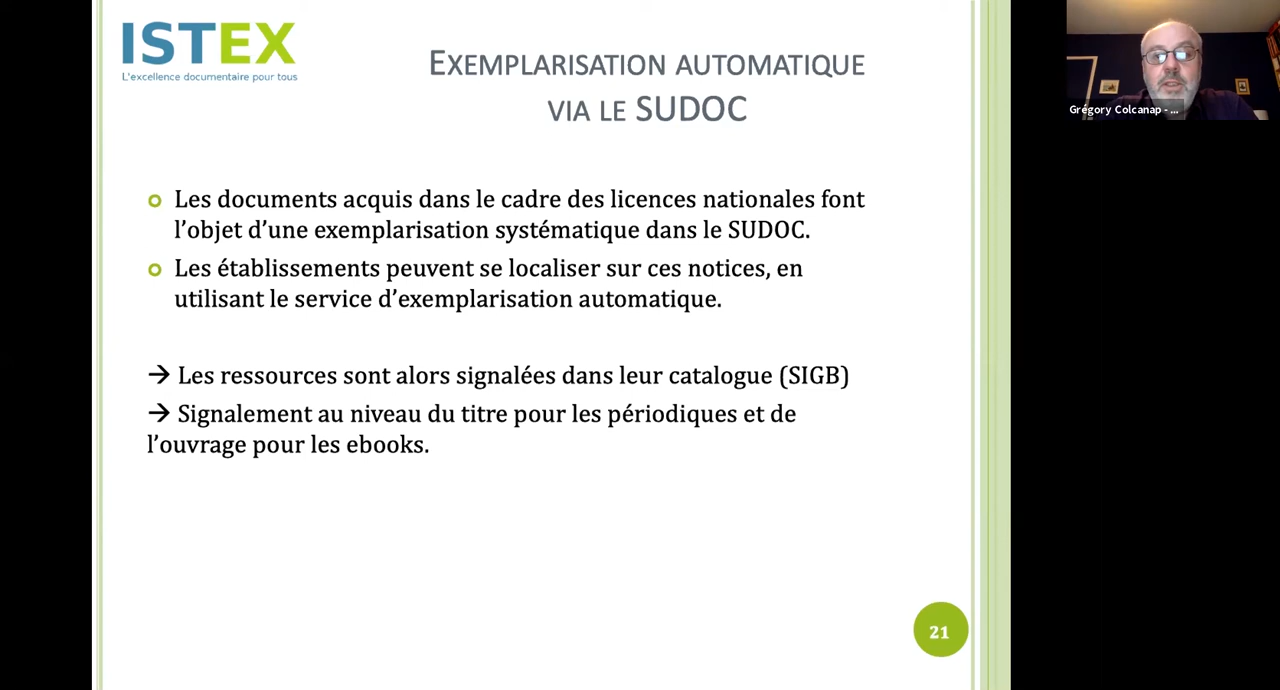 ISTEX
L'excellence documentaire pour tous
EXEMPLARISATION AUTOMATIQUE
VIA LE SUDOC
Les documents acquis dans le cadre des licences nationales font
l’objet d’une exemplarisation systématique dans le SUDOC.
Les établissements peuvent se localiser sur ces notices, en
utilisant le service d’exemplarisation automatique.
→ Les ressources sont alors signalées dans leur catalogue (SIGB)
→ Signalement au niveau du titre pour les périodiques et de
l’ouvrage pour les ebooks.
21
Grégory Colcanap - ...